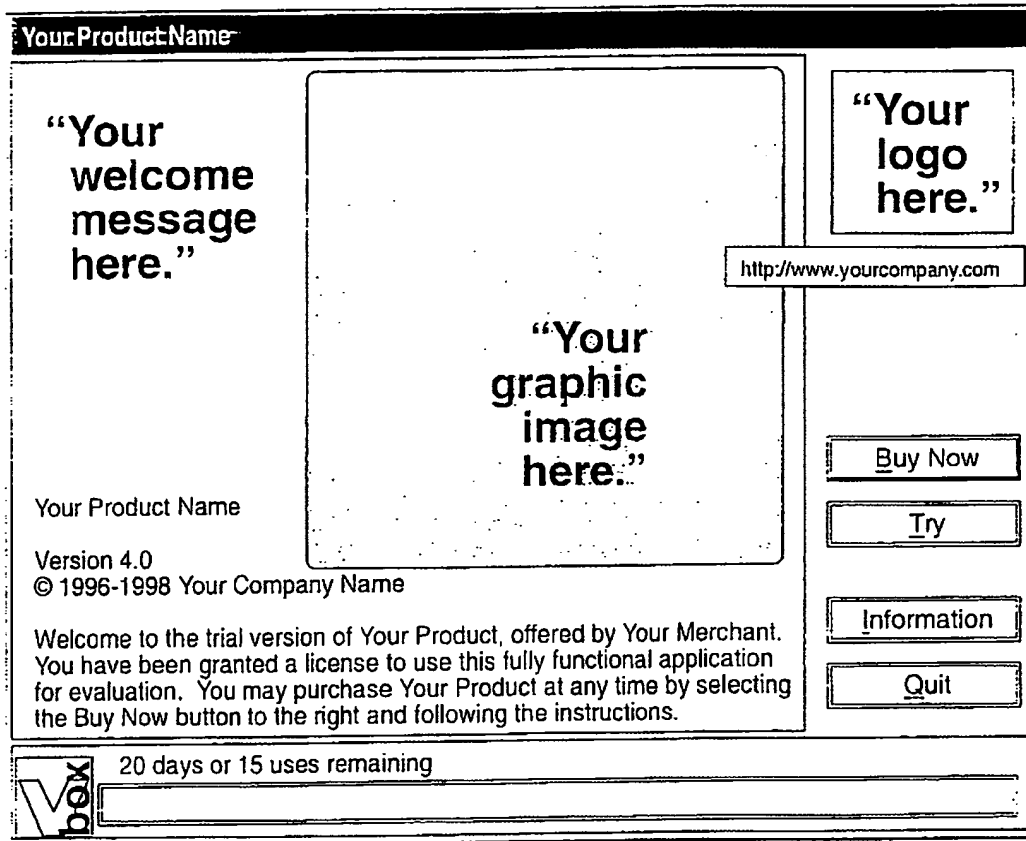 Your Product Name
“Your
welcome
message
here.”
“Your
graphic
image
here.”
“Your
logo
here.”
http://www.yourcompany.com
Your Product Name
Version 4.0
© 1996-1998 Your Company Name
Welcome to the trial version of Your Product, offered by Your Merchant.
You have been granted a license to use this fully functional application
for evaluation. You may purchase Your Product at any time by selecting
the Buy Now button to the right and following the instructions.
Buy Now
Try
Information
Quit
Vbox
20 days or 15 uses remaining